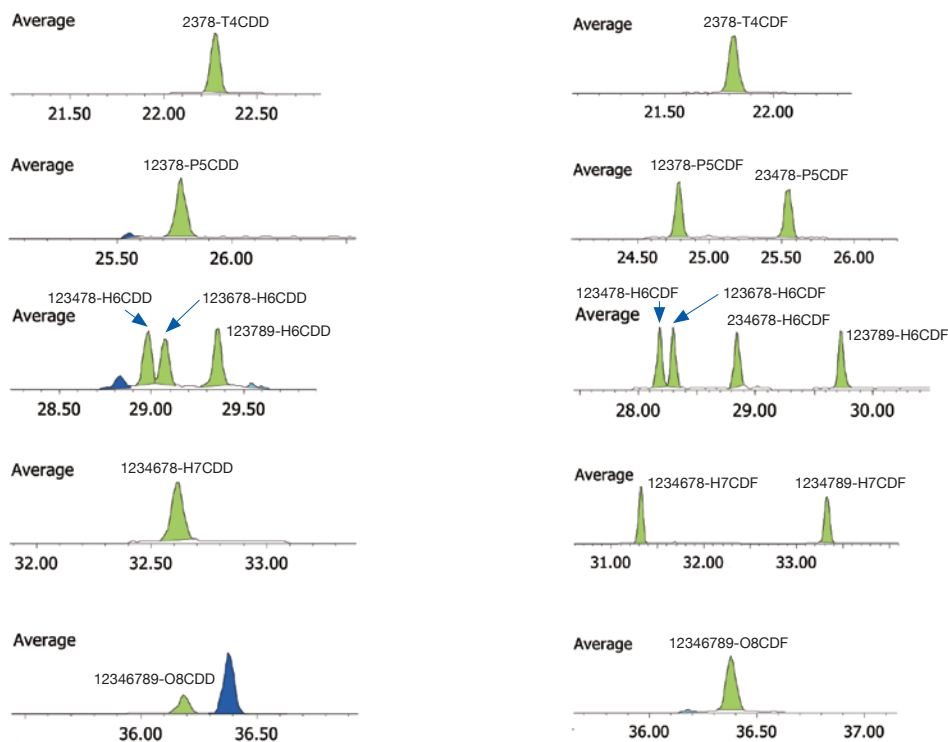 Average
2378-T4CDD
21.50 22.00 22.50
Average
2378-T4CDF
21.50 22.00
Average
12378-P5CDD
25.50 26.00
Average
12378-P5CDF
23478-P5CDF
24.50 25.00 25.50 26.00
123478-H6CDD
123678-H6CDD
Average
123789-H6CDD
28.50 29.00 29.50
123478-H6CDF
123678-H6CDF
Average
234678-H6CDF
123789-H6CDF
28.00 29.00 30.00
Average
1234678-H7CDD
32.00 32.50 33.00
Average
1234678-H7CDF
1234789-H7CDF
31.00 32.00 33.00
Average
12346789-O8CDD
36.00 36.50
Average
12346789-O8CDF
36.00 36.50 37.00